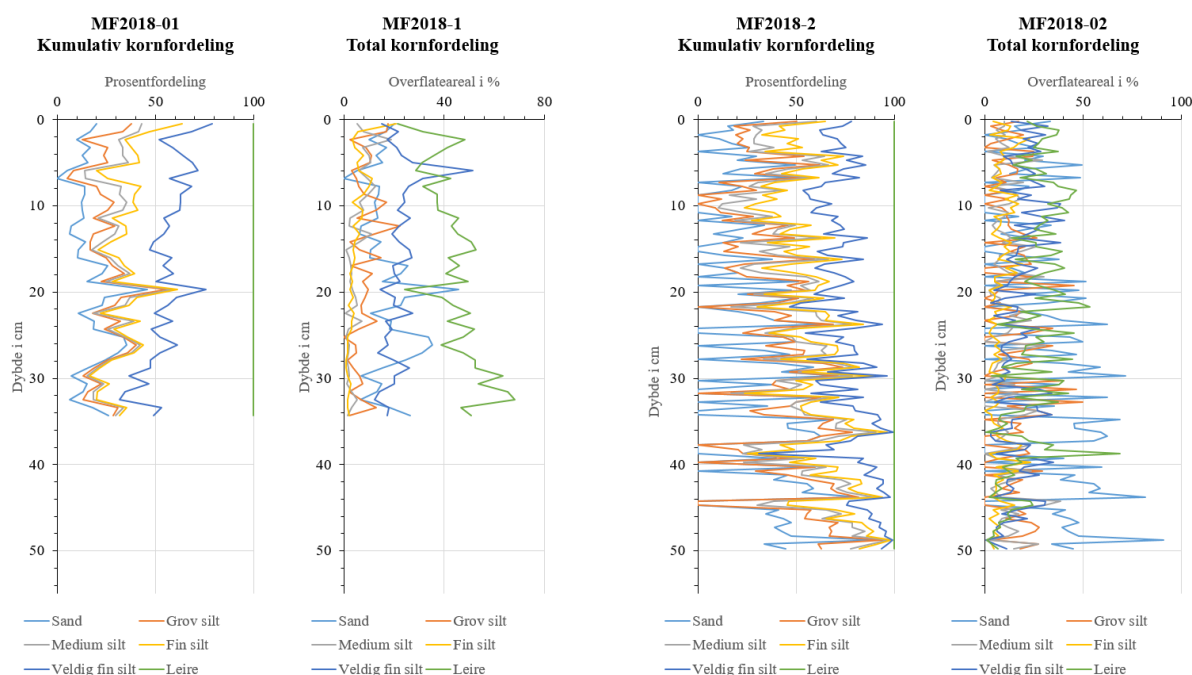 MF2018-01
Kumulativ kornfordeling
Prosentfordeling
0 50 100
0
10
20
30
40
50
Dybde i cm
Sand Grov silt
Medium silt Fin silt
Veldig fin silt Leire
MF2018-1
Total kornfordeling
Overflateareal i %
0 40 80
0
10
20
30
40
50
Dybde i cm
Sand Grov silt
Medium silt Fin silt
Veldig fin silt Leire
MF2018-2
Kumulativ kornfordeling
Prosentfordeling
0 50 100
0
10
20
30
40
50
Dybde i cm
Sand Grov silt
Medium silt Fin silt
Veldig fin silt Leire
MF2018-02
Total kornfordeling
Overflateareal i %
0 50 100
0
10
20
30
40
50
Dybde i cm
Sand Grov silt
Medium silt Fin silt
Veldig fin silt Leire